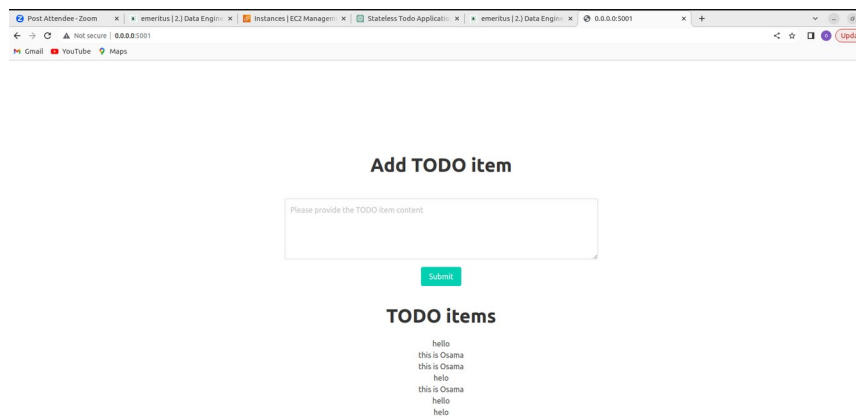 Post Attendee - Zoom
emeritus | 2.) Data Engine
Instances | EC2 Managem
Stateless Todo Applicatio
emeritus | 2.) Data Engine
0.0.0.0:5001
Not secure | 0.0.0.0:5001
Upda
Gmail YouTube Maps
Add TODO item
Please provide the TODO item content
Submit
TODO items
hello
this is Osama
this is Osama
helo
this is Osama
hello
helo